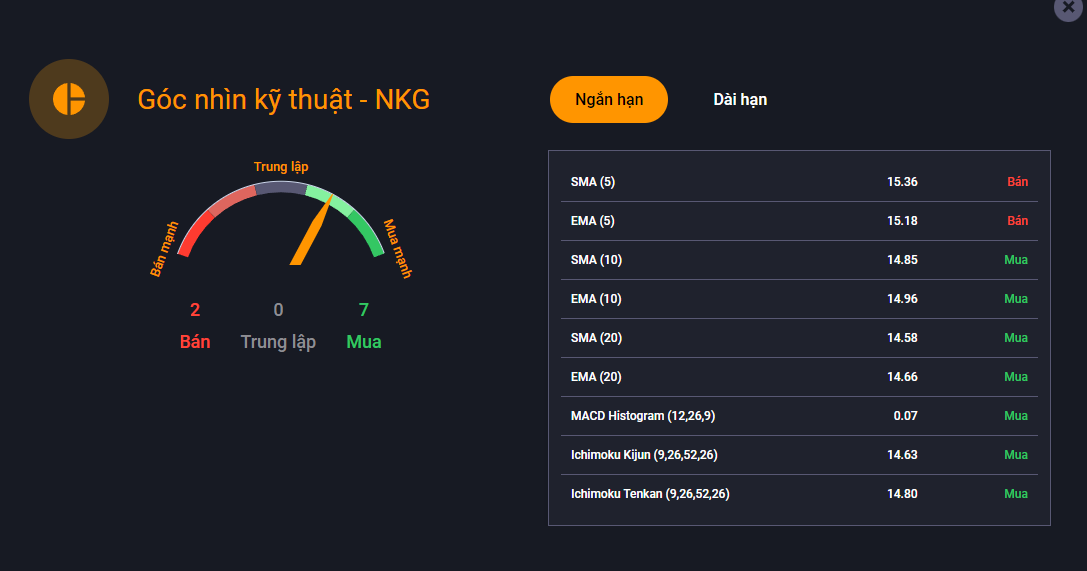 Góc nhìn kỹ thuật - NKG
Ngắn hạn
Dài hạn
Trung lập
Bán mạnh
Mua mạnh
2
0
7
Bán
Trung lập
Mua
SMA (5) 15.36 Bán
EMA (5) 15.18 Bán
SMA (10) 14.85 Mua
EMA (10) 14.96 Mua
SMA (20) 14.58 Mua
EMA (20) 14.66 Mua
MACD Histogram (12,26,9) 0.07 Mua
Ichimoku Kijun (9,26,52,26) 14.63 Mua
Ichimoku Tenkan (9,26,52,26) 14.80 Mua